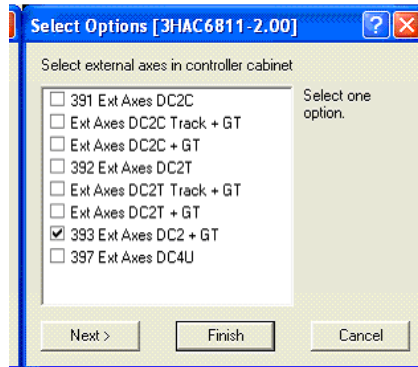 Select Options [3HAC6811-2.00]
Select external axes in controller cabinet
391 Ext Axes DC2C
Ext Axes DC2C Track + GT
Ext Axes DC2C + GT
392 Ext Axes DC2T
Ext Axes DC2T Track + GT
Ext Axes DC2T + GT
393 Ext Axes DC2 + GT
397 Ext Axes DC4U
Select one
option.
Next >
Finish
Cancel